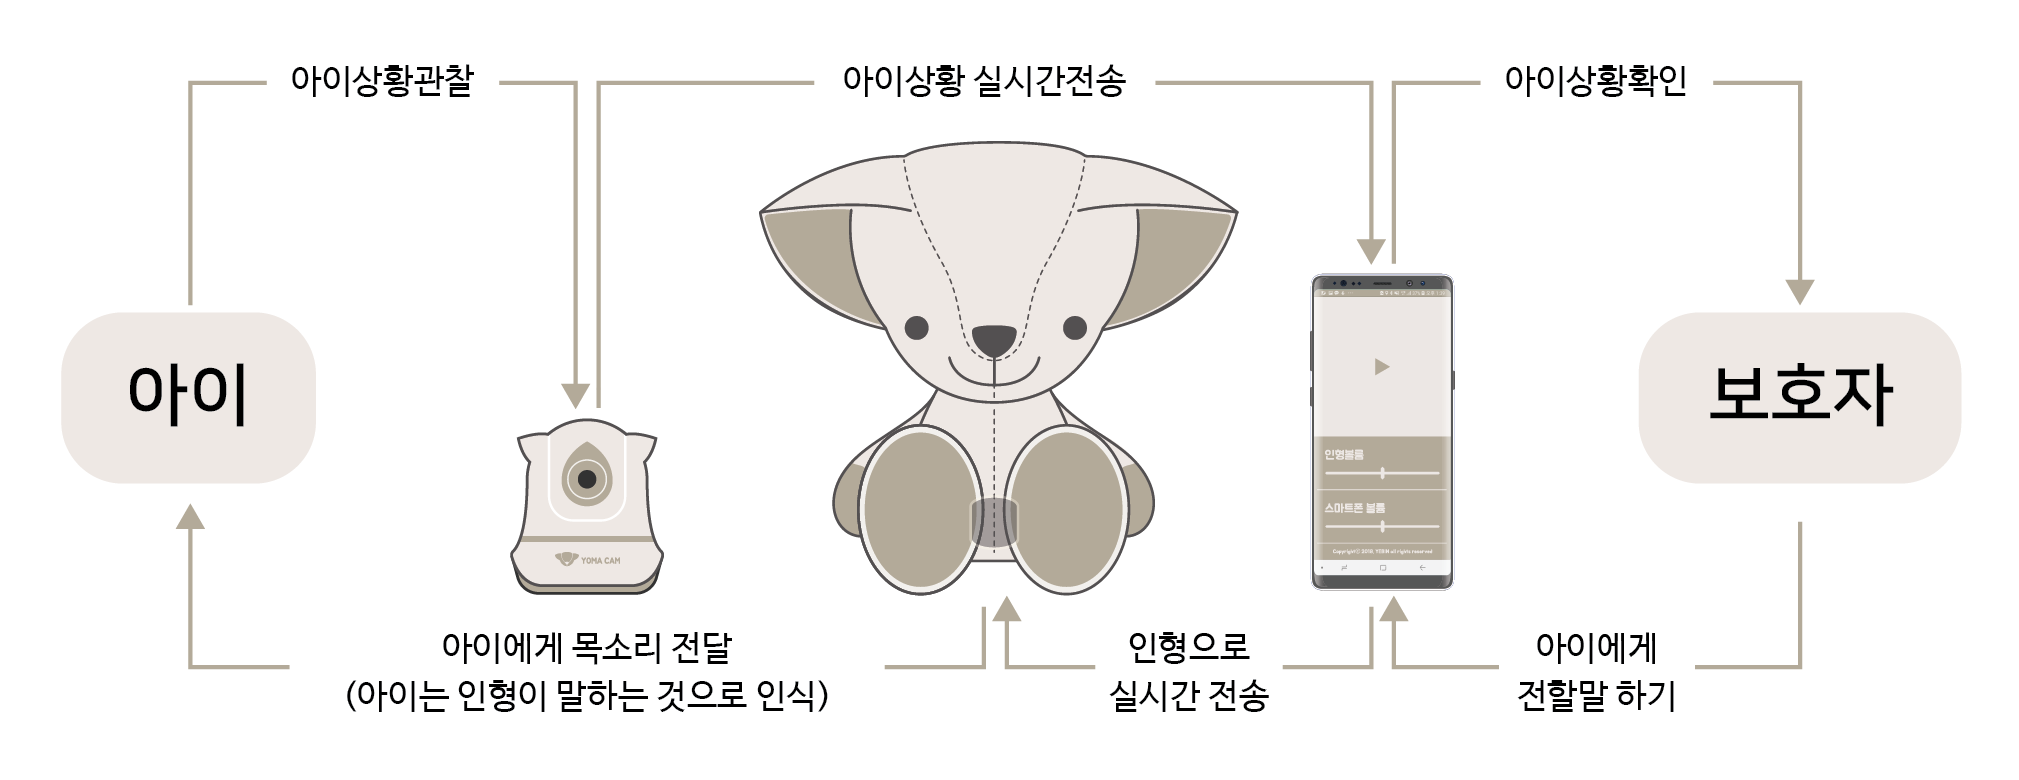 아이상황관찰
아이상황 실시간전송
아이상황확인
아이
보호자
인형볼륨
스마트폰 볼륨
Copyrightⓒ 2018, YEBIN all rights reserved
YOMA CAM
아이에게 목소리 전달
(아이는 인형이 말하는 것으로 인식)
인형으로
실시간 전송
아이에게
전할말 하기